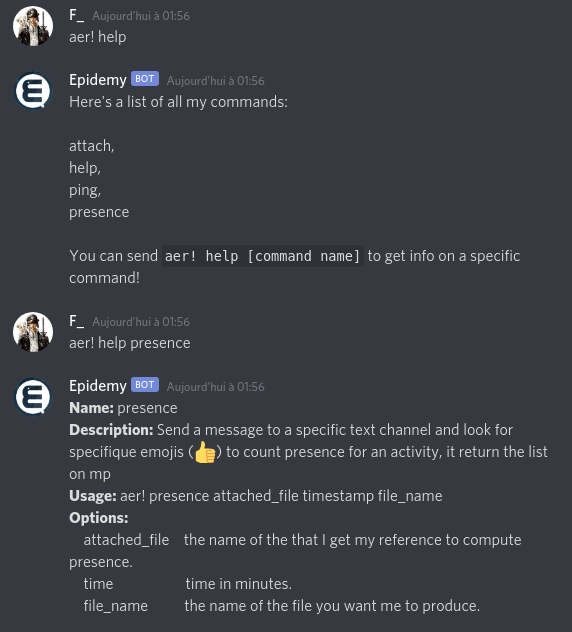 F_ Aujourd'hui à 01:56
aer! help
Epidemy BOT Aujourd'hui à 01:56
Here's a list of all my commands:
attach,
help,
ping,
presence
You can send aer! help [command name] to get info on a specific
command!
F_ Aujourd'hui à 01:56
aer! help presence
Epidemy BOT Aujourd'hui à 01:56
Name: presence
Description: Send a message to a specific text channel and look for
specifique emojis (👍) to count presence for an activity, it return the list
on mp
Usage: aer! presence attached_file timestamp file_name
Options:
attached_file the name of the that I get my reference to compute
presence.
time time in minutes.
file_name the name of the file you want me to produce.